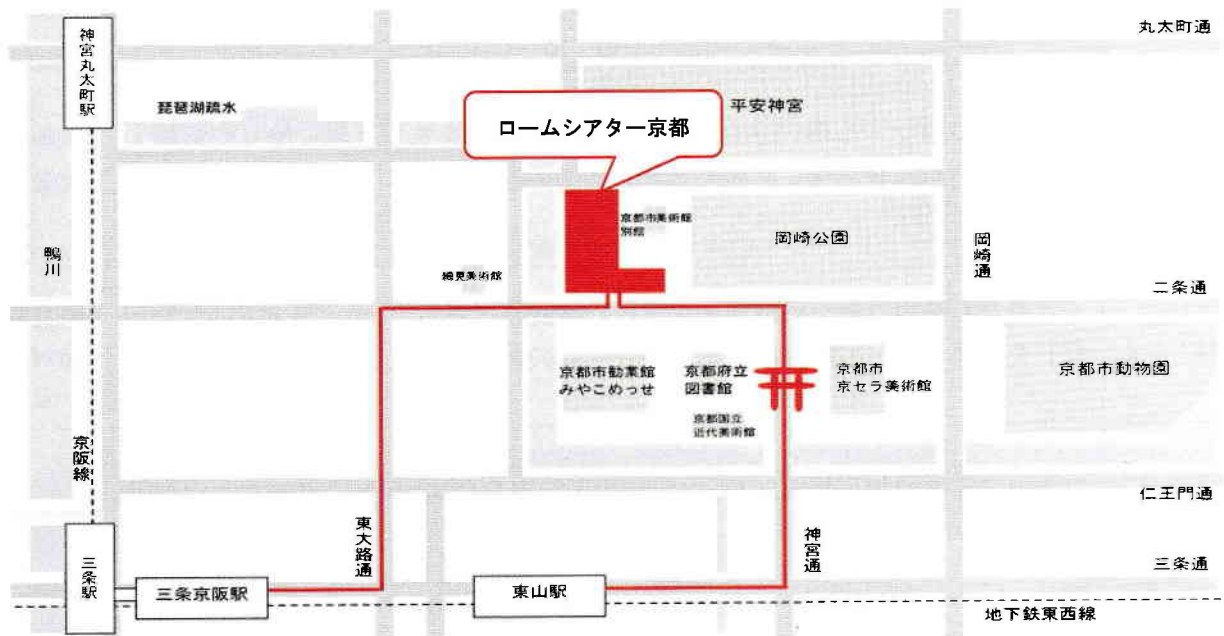 丸太町通
神宮丸太町駅
琵琶湖疏水
平安神宮
ロームシアター京都
京都市美術館
別館
岡崎公園
岡崎通
鴨川
細見美術館
二条通
京都市勧業館
みやこめっせ
京都府立
図書館
京都市
京セラ美術館
京都市動物園
京都国立
近代美術館
京阪線
仁王門通
東大路通
神宮通
三条通
三条駅
三条京阪駅
東山駅
地下鉄東西線